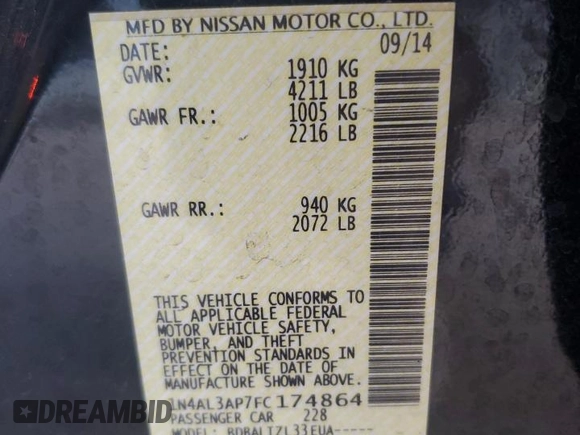 MFD BY NISSAN MOTOR CO., LTD.
DATE: 09/14
GVWR: 1910 KG
4211 LB
GAWR FR.: 1005 KG
2216 LB
GAWR RR.: 940 KG
2072 LB
THIS VEHICLE CONFORMS TO
ALL APPLICABLE FEDERAL
MOTOR VEHICLE SAFETY,
BUMPER, AND THEFT
PREVENTION STANDARDS IN
EFFECT ON THE DATE OF
MANUFACTURE SHOWN ABOVE.
1N4AL3AP7FC174864
PASSENGER CAR 228
MODEL:
DREAMBID